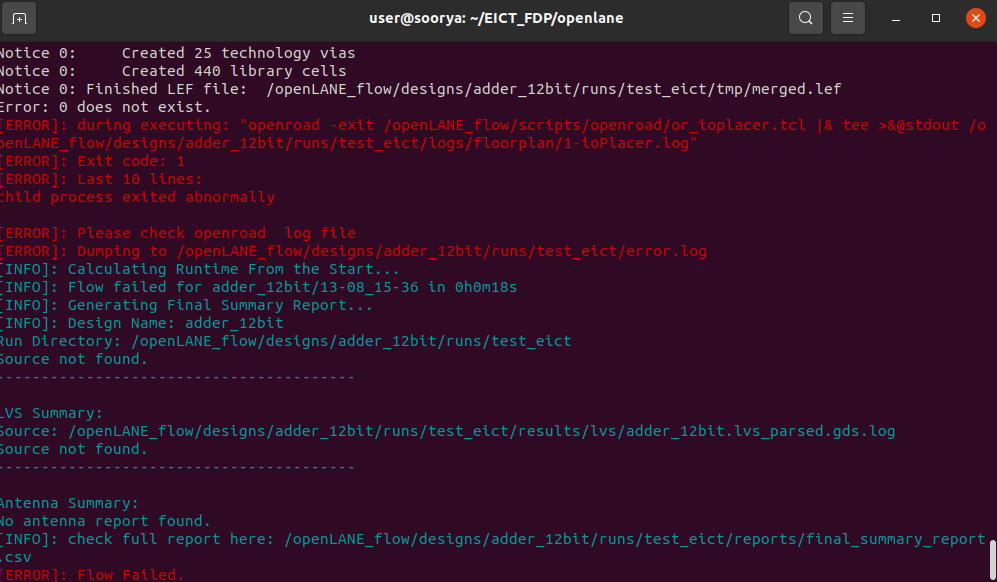 user@soorya: ~/EICT_FDP/openlane
Notice 0:     Created 25 technology vias
Notice 0:     Created 440 library cells
Notice 0: Finished LEF file:  /openLANE_flow/designs/adder_12bit/runs/test_eict/tmp/merged.lef
Error: 0 does not exist.
[ERROR]: during executing: "openroad -exit /openLANE_flow/scripts/openroad/or_ioplacer.tcl |& tee >&@stdout /o
penLANE_flow/designs/adder_12bit/runs/test_eict/logs/floorplan/1-ioPlacer.log"
[ERROR]: Exit code: 1
[ERROR]: Last 10 lines:
child process exited abnormally
[ERROR]: Please check openroad  log file
[ERROR]: Dumping to /openLANE_flow/designs/adder_12bit/runs/test_eict/error.log
[INFO]: Calculating Runtime From the Start...
[INFO]: Flow failed for adder_12bit/13-08_15-36 in 0h0m18s
[INFO]: Generating Final Summary Report...
[INFO]: Design Name: adder_12bit
Run Directory: /openLANE_flow/designs/adder_12bit/runs/test_eict
Source not found.
----------------------------------------
LVS Summary:
Source: /openLANE_flow/designs/adder_12bit/runs/test_eict/results/lvs/adder_12bit.lvs_parsed.gds.log
Source not found.
----------------------------------------
Antenna Summary:
No antenna report found.
[INFO]: check full report here: /openLANE_flow/designs/adder_12bit/runs/test_eict/reports/final_summary_report
.csv
[ERROR]: Flow Failed.